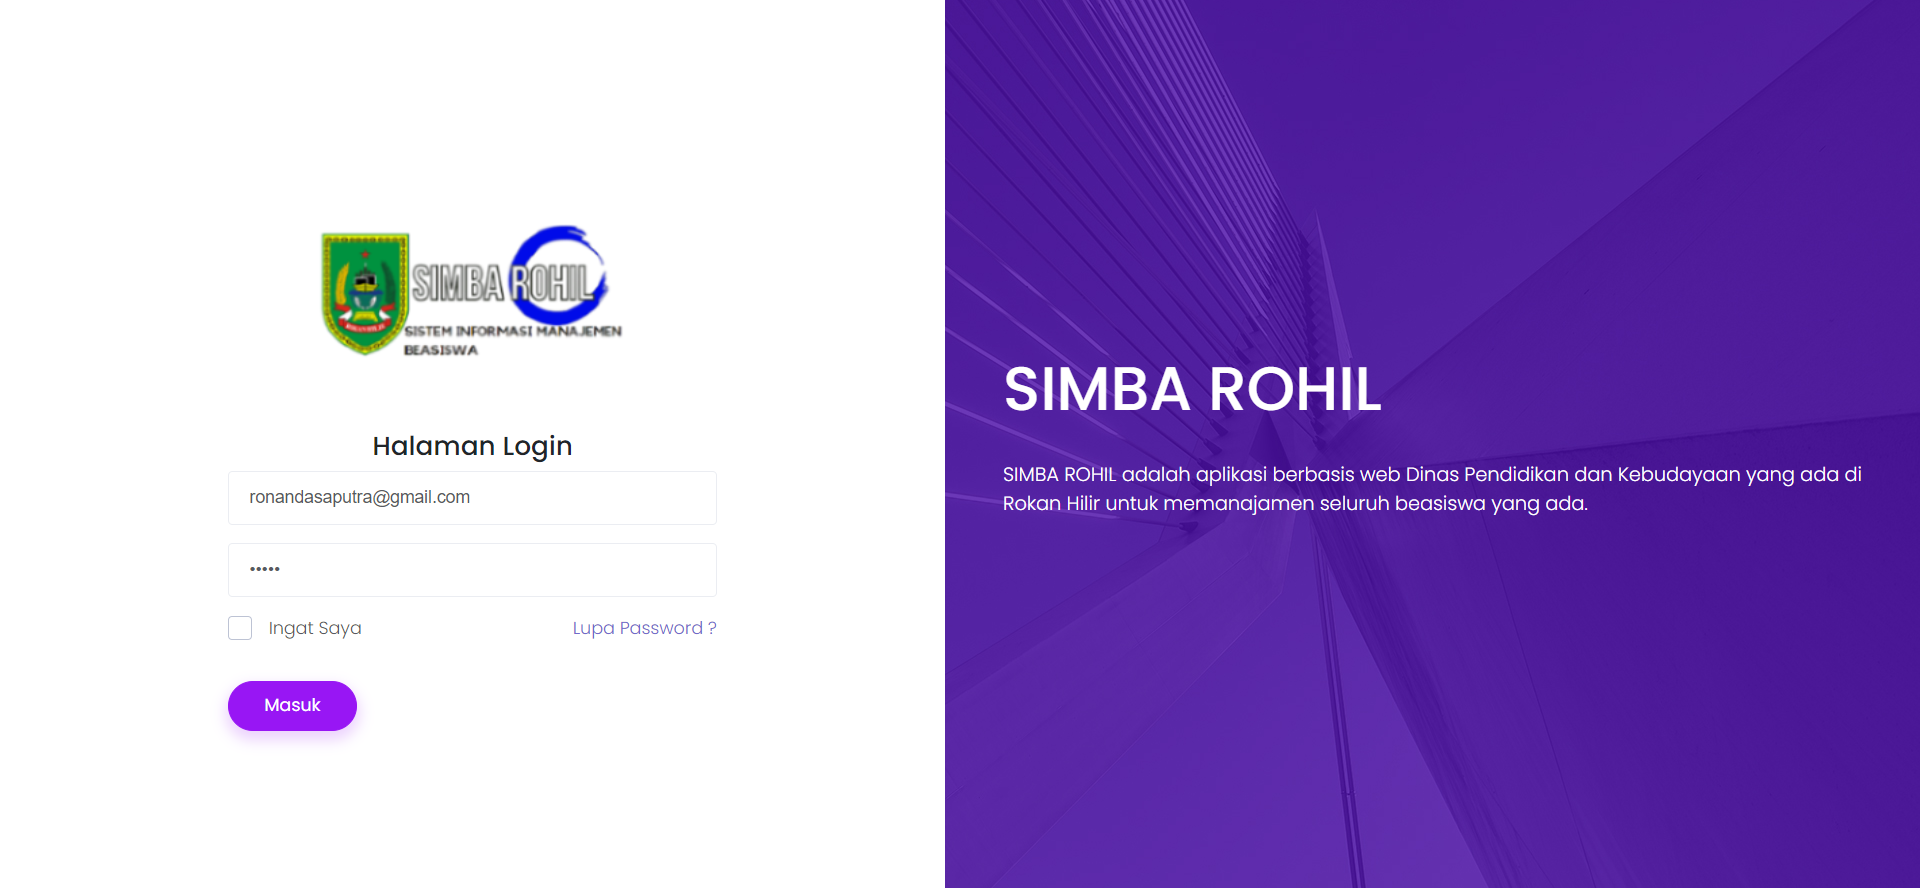 SIMBA ROHIL
SISTEM INFORMASI MANAJEMEN
BEASISWA
Halaman Login
ronandasaputra@gmail.com
•••••
Ingat Saya
Lupa Password ?
Masuk
SIMBA ROHIL
SIMBA ROHIL adalah aplikasi berbasis web Dinas Pendidikan dan Kebudayaan yang ada di
Rokan Hilir untuk memanajamen seluruh beasiswa yang ada.